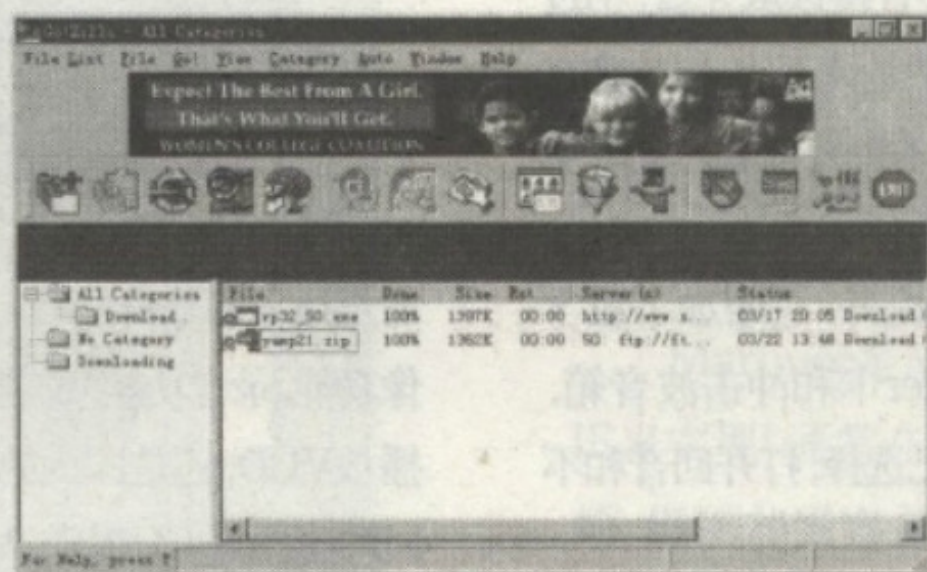 Go!Zilla - All Categories
File List File Go! View Category Auto Window Help
Expect The Best From A Girl.
That's What You'll Get.
WOMEN'S COLLEGE COALITION
Ad
EXIT
All Categories
Download
No Category
Downloading
File Done Size Est Server(s) Status
rp32_50.exe 100% 1397K 00:00 http://www 03/17 20:05 Download
yamp21.zip 100% 1362K 00:00 50: ftp://ft... 03/22 13:48 Download
For Help, press F